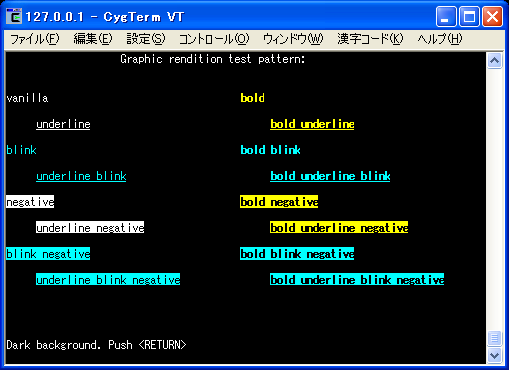 127.0.0.1 - CygTerm VT
ファイル(F) 編集(E) 設定(S) コントロール(O) ウィンドウ(W) 漢字コード(K) ヘルプ(H)
Graphic rendition test pattern:
vanilla bold
underline bold underline
blink bold blink
underline blink bold underline blink
negative bold negative
underline negative bold underline negative
blink negative bold blink negative
underline blink negative bold underline blink negative
Dark background. Push <RETURN>